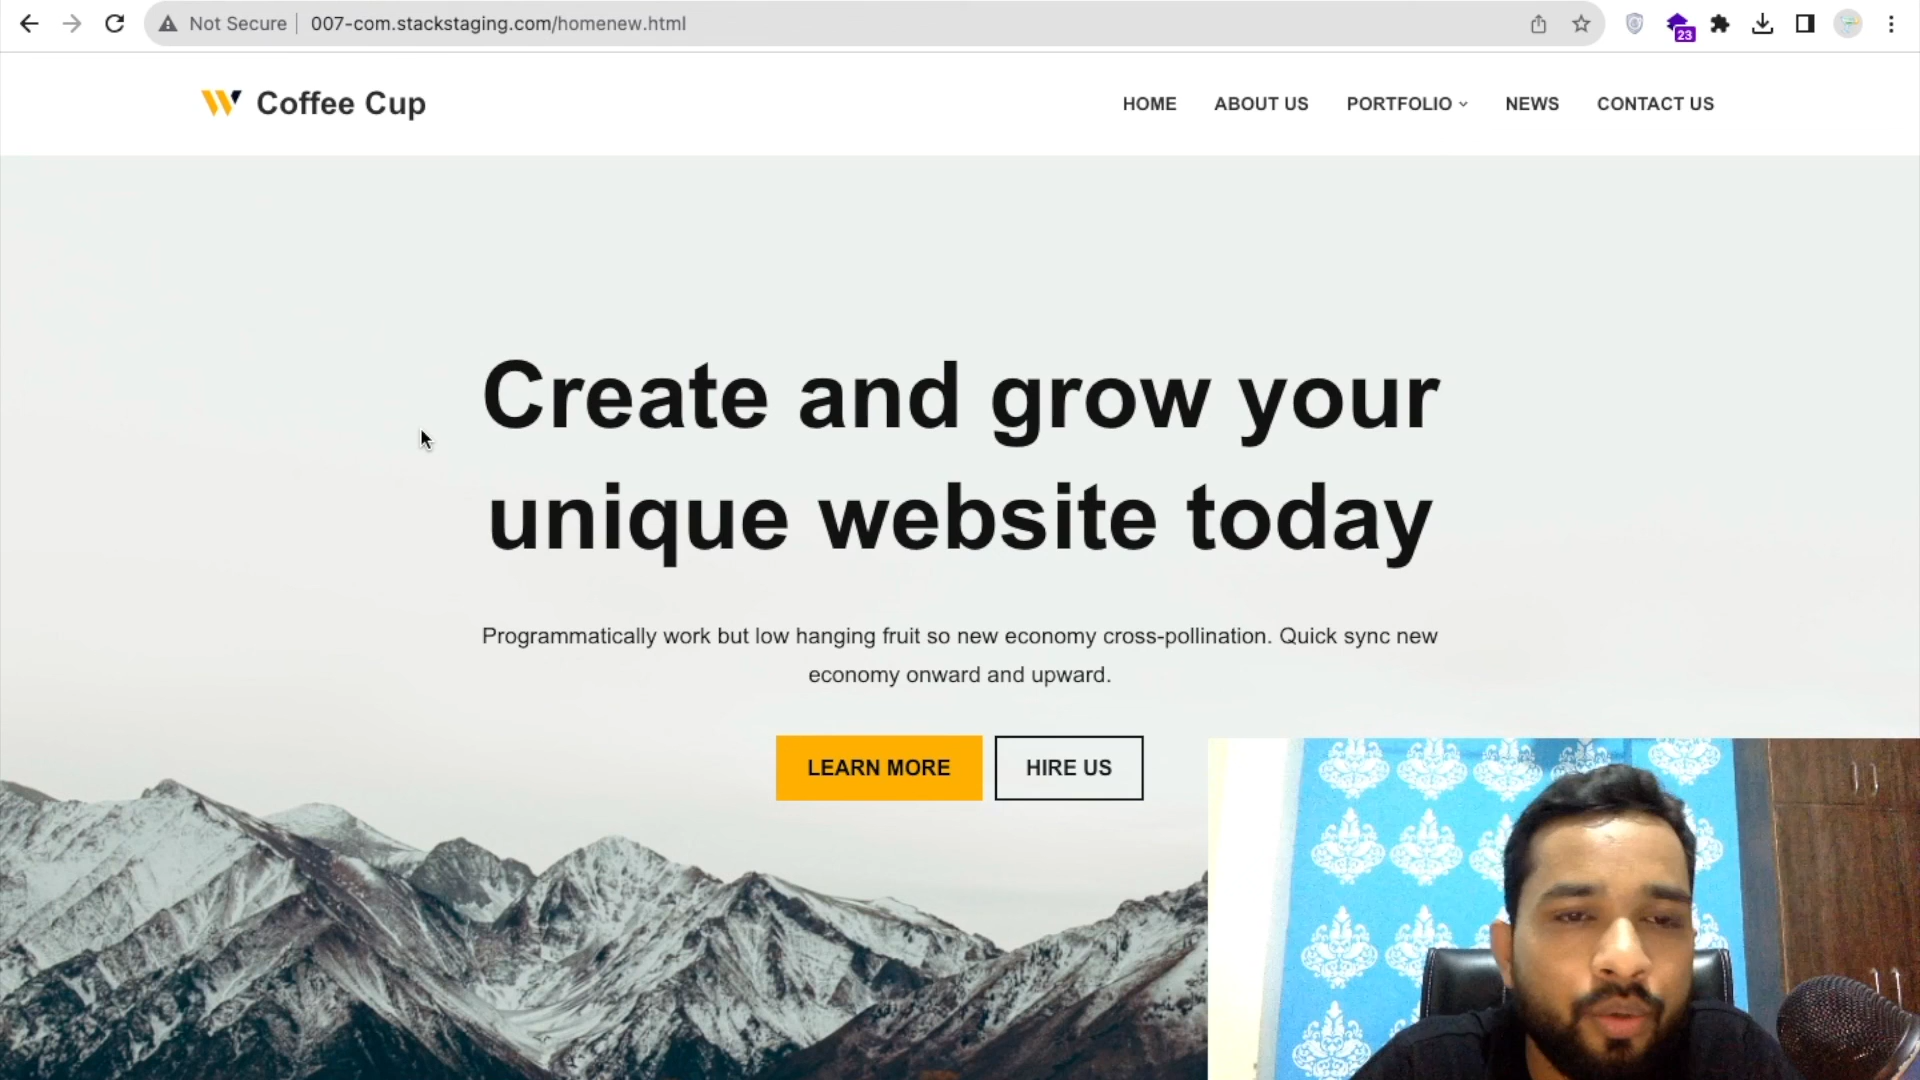 Not Secure
007-com.stackstaging.com/homenew.html
23
Coffee Cup
HOME
ABOUT US
PORTFOLIO
NEWS
CONTACT US
Create and grow your
unique website today
Programmatically work but low hanging fruit so new economy cross-pollination. Quick sync new
economy onward and upward.
LEARN MORE
HIRE US